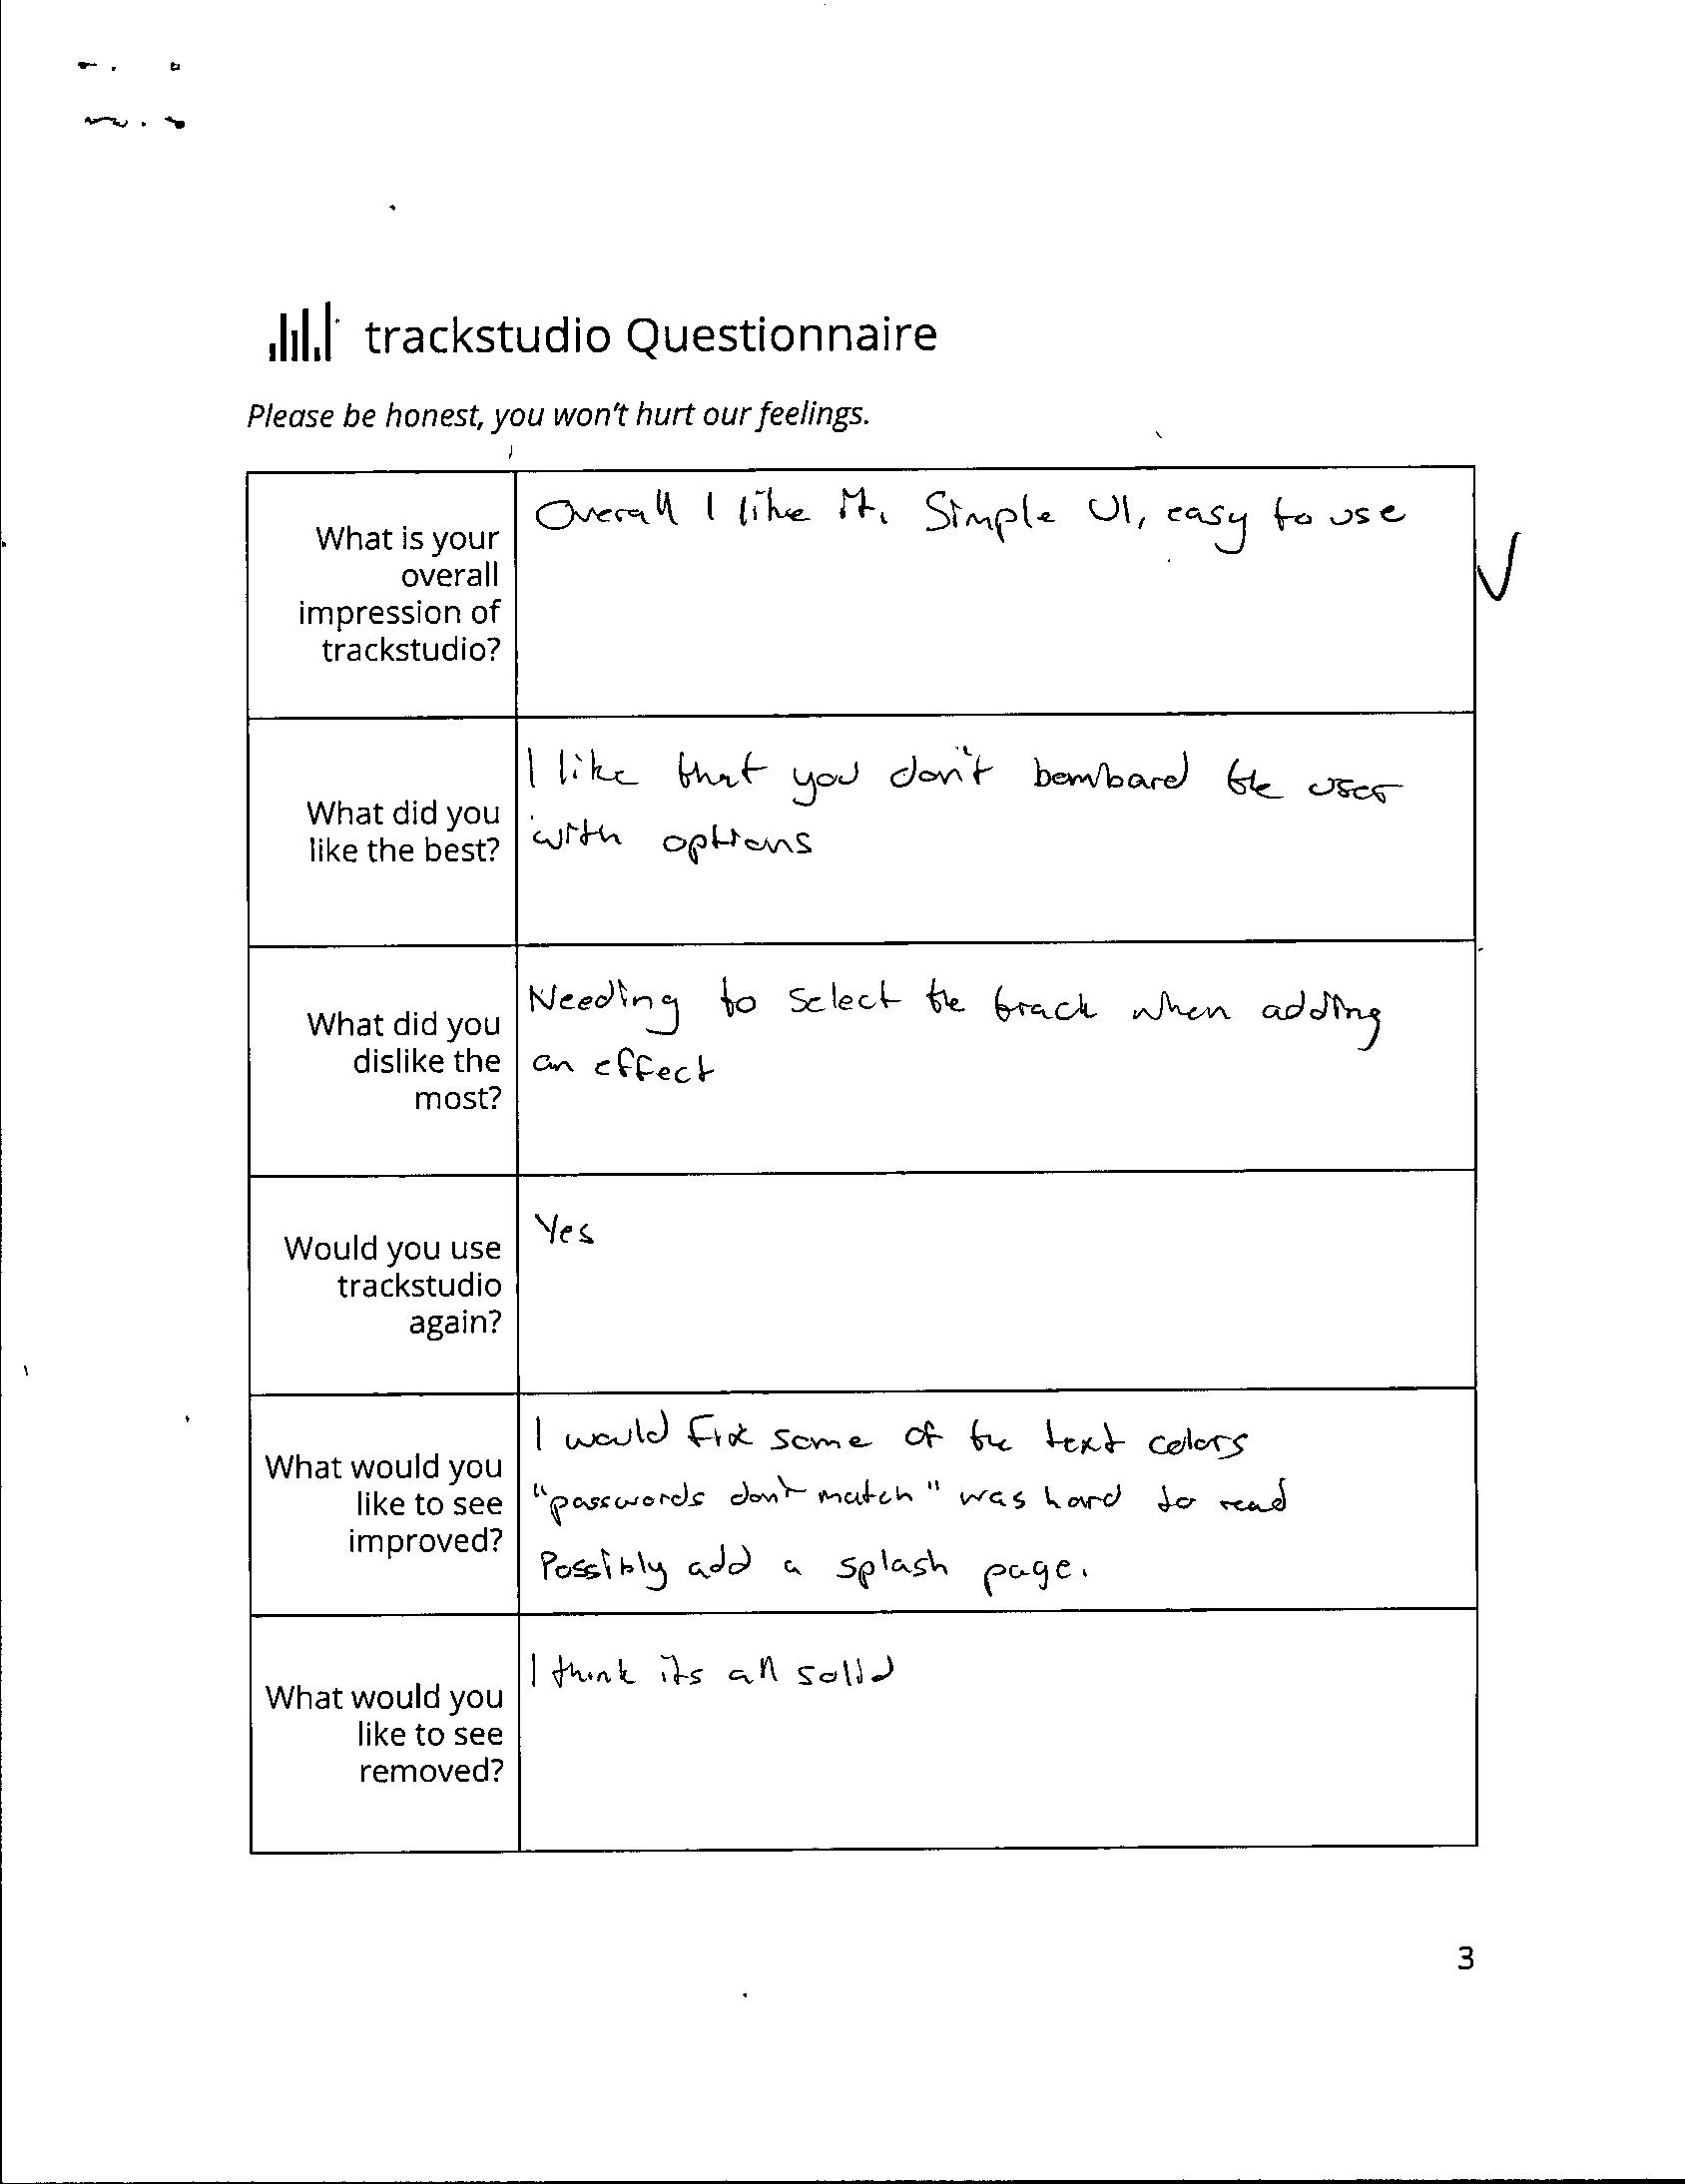 trackstudio Questionnaire
Please be honest, you won't hurt our feelings.
What is your
overall
impression of
trackstudio?
Overall I like it. Simple UI, easy to use
What did you
like the best?
I like that you don't bombard the user
with options
What did you
dislike the
most?
Needing to select the track when adding
an effect
Would you use
trackstudio
again?
Yes
What would you
like to see
improved?
I would fix some of the text colors
"passwords don't match" was hard to read
Possibly add a splash page.
What would you
like to see
removed?
I think its all solid
3